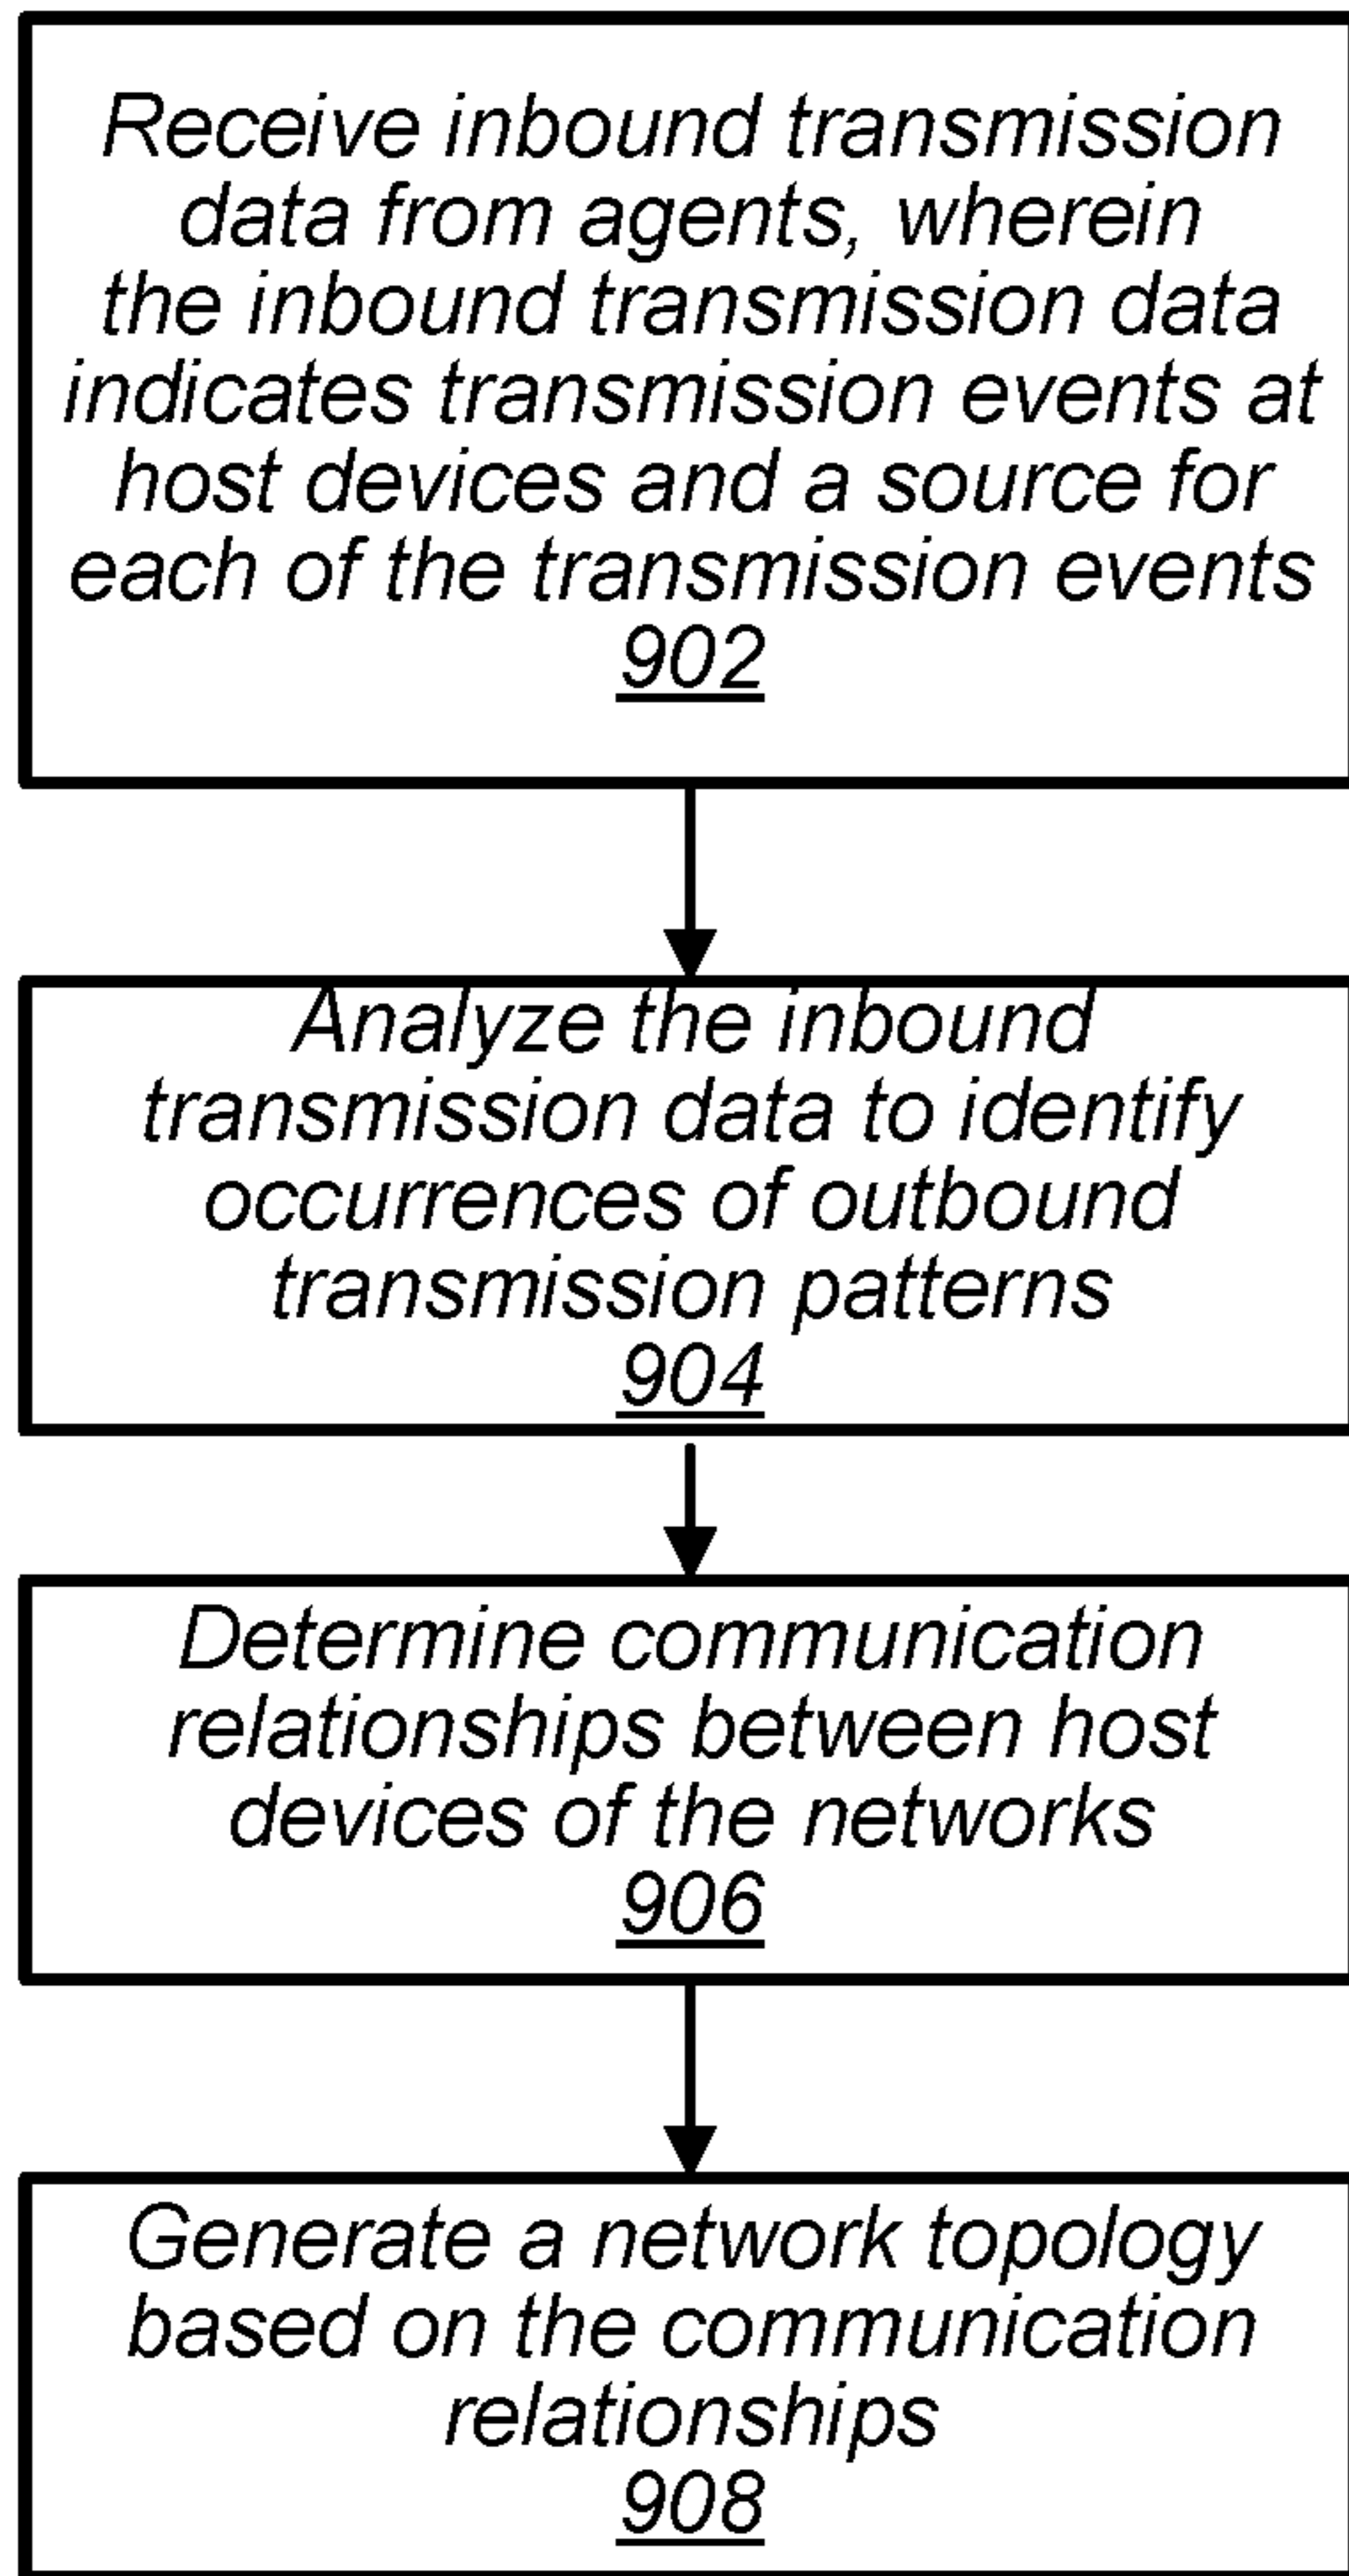 Receive inbound transmission
data from agents, wherein
the inbound transmission data
indicates transmission events at
host devices and a source for
each of the transmission events
902
Analyze the inbound
transmission data to identify
occurrences of outbound
transmission patterns
904
Determine communication
relationships between host
devices of the networks
906
Generate a network topology
based on the communication
relationships
908